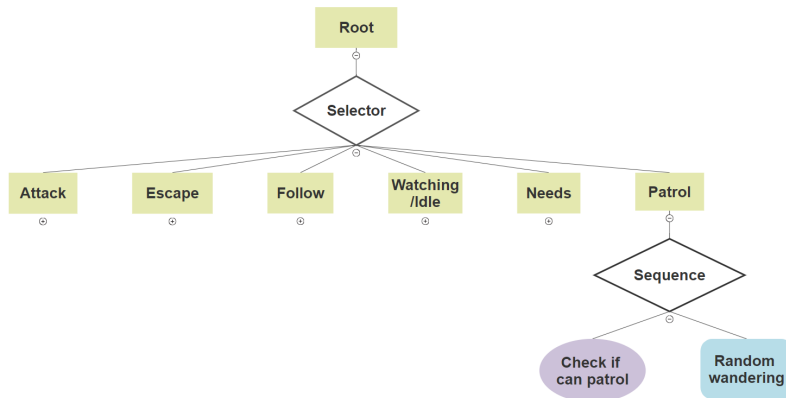 Root
Selector
Attack
Escape
Follow
Watching
/Idle
Needs
Patrol
Sequence
Check if
can patrol
Random
wandering